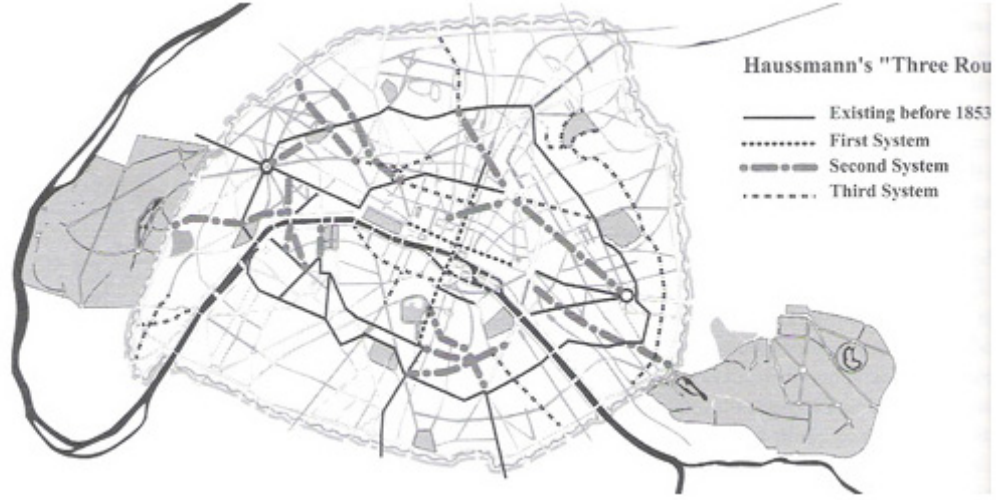 Haussmann's "Three Rou
Existing before 1853
First System
Second System
Third System